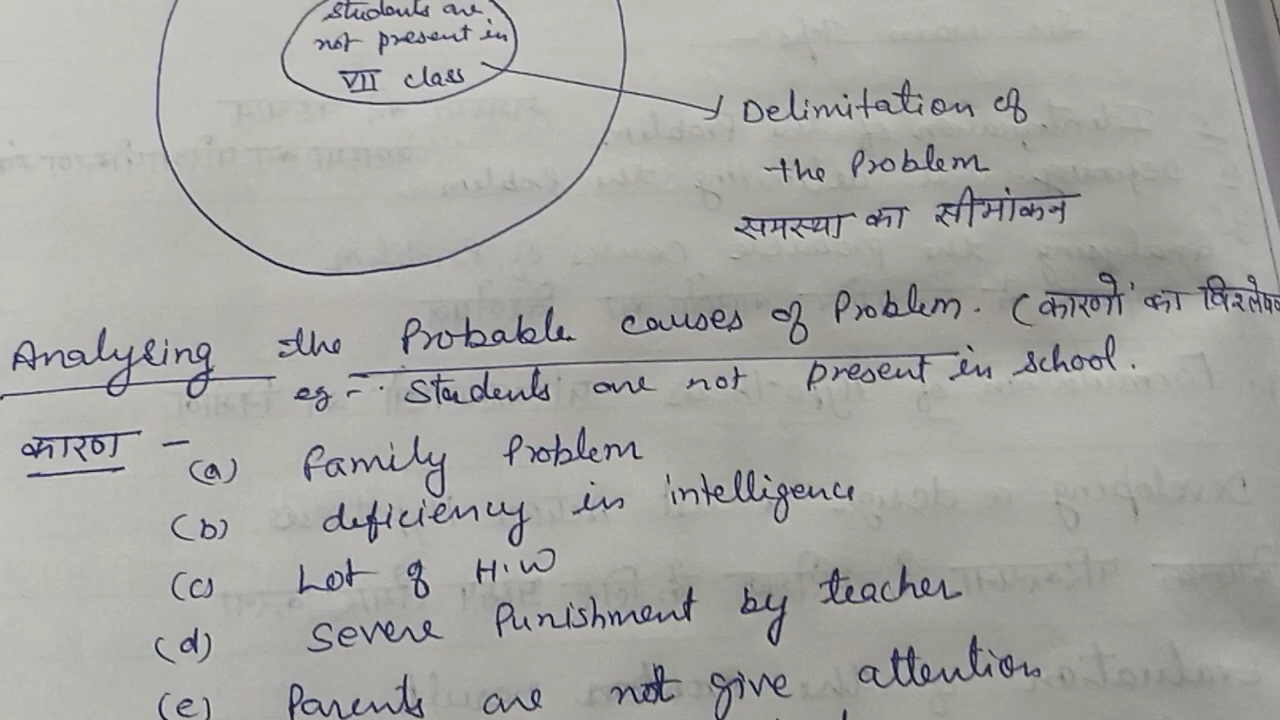 students are
not present in
VII class
Delimitation of
the Problem
समस्या का सीमांकन
Analysing the Probable causes of Problem. (कारणों का
eg - Students are not present in school.
कारण -
(a) Family Problem
(b) deficiency in intelligence
(c) Lot of H.W
(d) severe Punishment by teacher
(e) Parents are not give attention